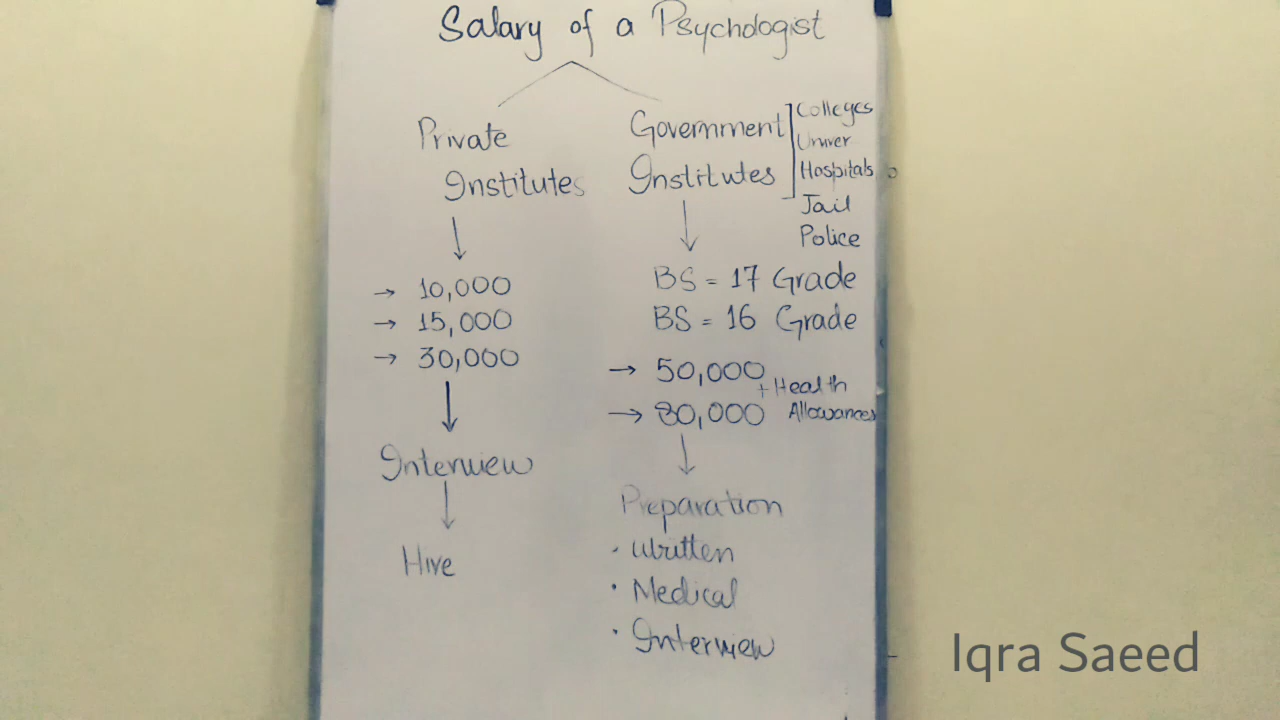 Salary of a Psychologist
Private
Institutes
→ 10,000
→ 15,000
→ 30,000
Interview
Hire
Government
Institutes
Colleges
Univer
Hospitals
Jail
Police
BS = 17 Grade
BS = 16 Grade
→ 50,000
+ Health
→ 80,000 Allowances
Preparation
· Written
· Medical
· Interview
Iqra Saeed